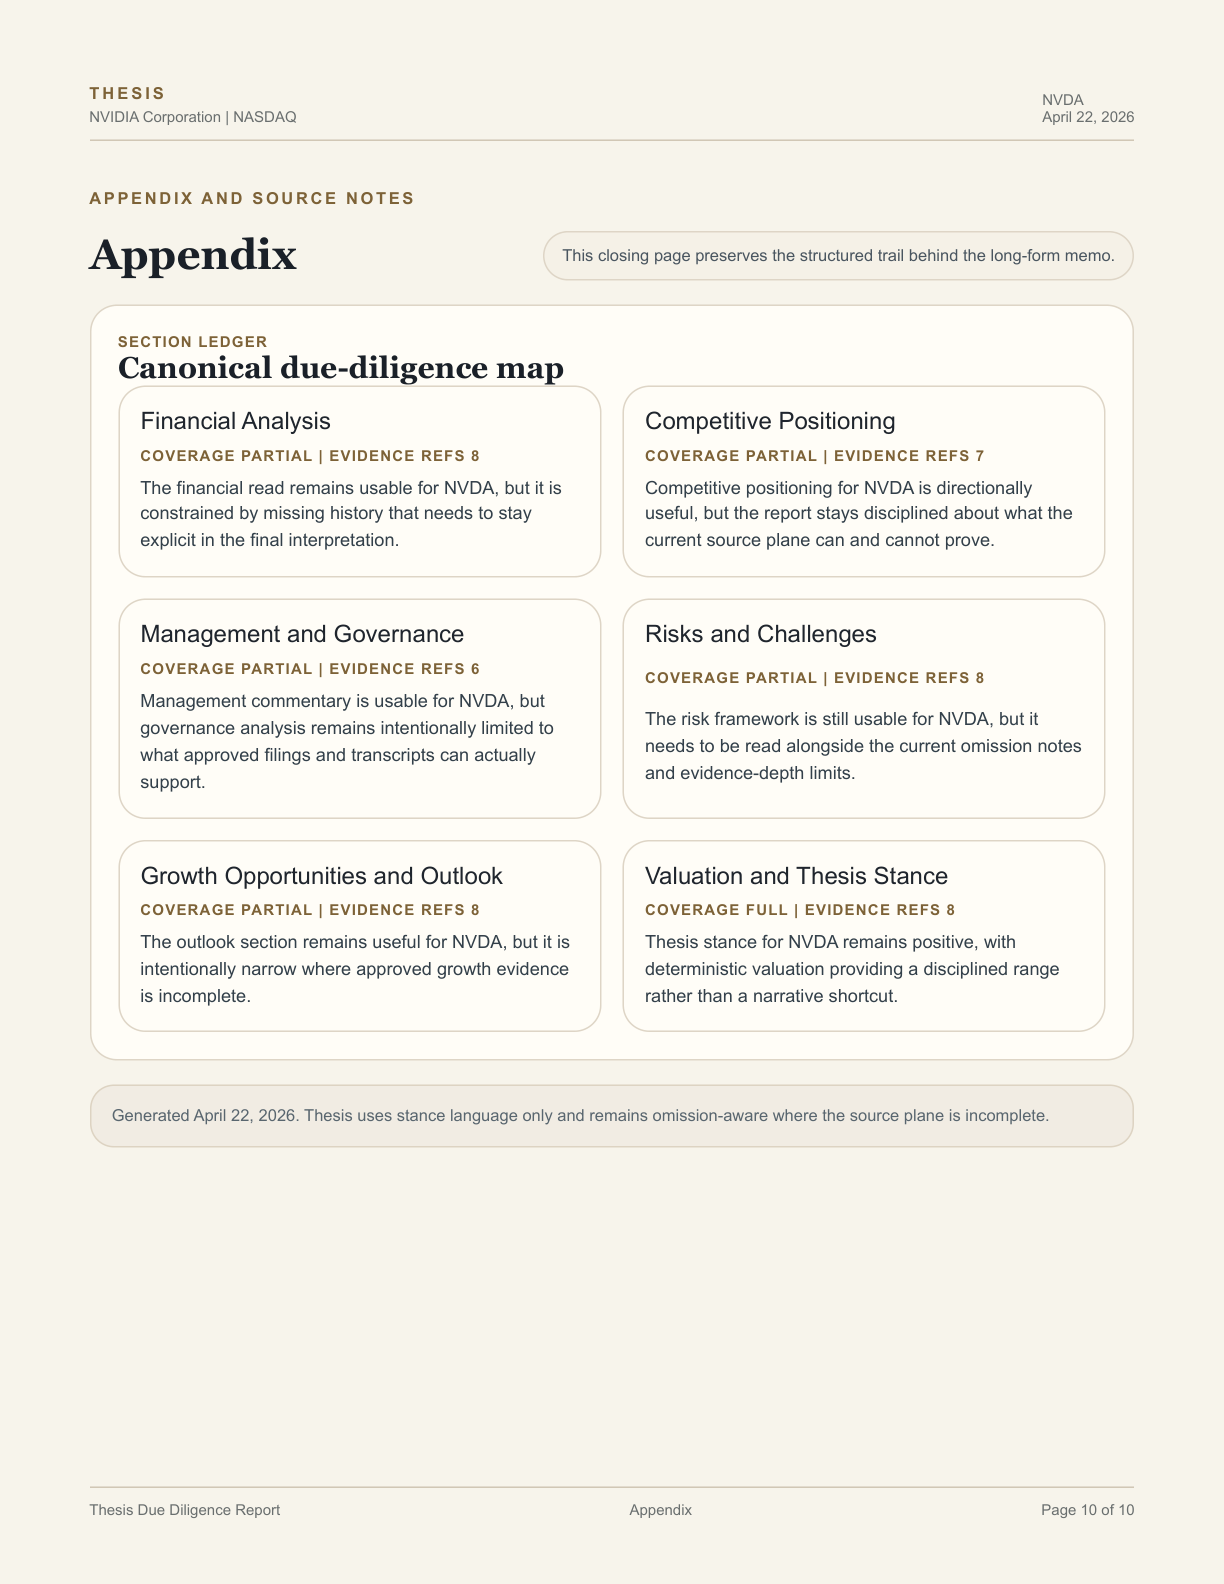 THESIS
NVIDIA Corporation | NASDAQ
NVDA
April 22, 2026
APPENDIX AND SOURCE NOTES
Appendix
This closing page preserves the structured trail behind the long-form memo.
SECTION LEDGER
Canonical due-diligence map
Financial Analysis
COVERAGE PARTIAL | EVIDENCE REFS 8
The financial read remains usable for NVDA, but it is
constrained by missing history that needs to stay
explicit in the final interpretation.
Competitive Positioning
COVERAGE PARTIAL | EVIDENCE REFS 7
Competitive positioning for NVDA is directionally
useful, but the report stays disciplined about what the
current source plane can and cannot prove.
Management and Governance
COVERAGE PARTIAL | EVIDENCE REFS 6
Management commentary is usable for NVDA, but
governance analysis remains intentionally limited to
what approved filings and transcripts can actually
support.
Risks and Challenges
COVERAGE PARTIAL | EVIDENCE REFS 8
The risk framework is still usable for NVDA, but it
needs to be read alongside the current omission notes
and evidence-depth limits.
Growth Opportunities and Outlook
COVERAGE PARTIAL | EVIDENCE REFS 8
The outlook section remains useful for NVDA, but it is
intentionally narrow where approved growth evidence
is incomplete.
Valuation and Thesis Stance
COVERAGE FULL | EVIDENCE REFS 8
Thesis stance for NVDA remains positive, with
deterministic valuation providing a disciplined range
rather than a narrative shortcut.
Generated April 22, 2026. Thesis uses stance language only and remains omission-aware where the source plane is incomplete.
Thesis Due Diligence Report
Appendix
Page 10 of 10